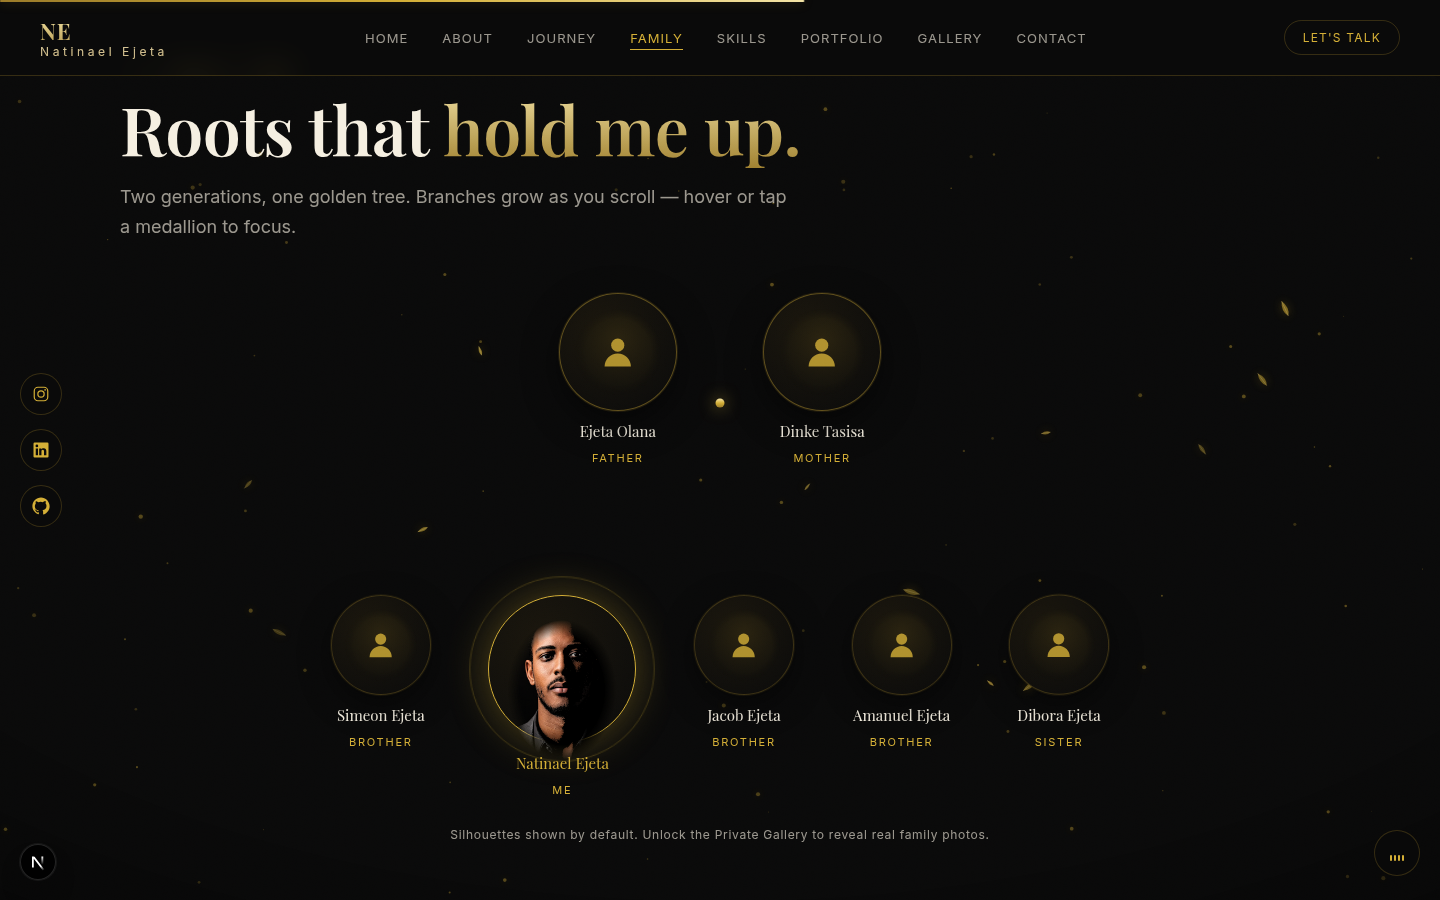 NE
Natinael Ejeta
HOME ABOUT JOURNEY FAMILY SKILLS PORTFOLIO GALLERY CONTACT
LET'S TALK
Roots that hold me up.
Two generations, one golden tree. Branches grow as you scroll — hover or tap
a medallion to focus.
Ejeta Olana
FATHER
Dinke Tasisa
MOTHER
Simeon Ejeta
BROTHER
Natinael Ejeta
ME
Jacob Ejeta
BROTHER
Amanuel Ejeta
BROTHER
Dibora Ejeta
SISTER
Silhouettes shown by default. Unlock the Private Gallery to reveal real family photos.
N